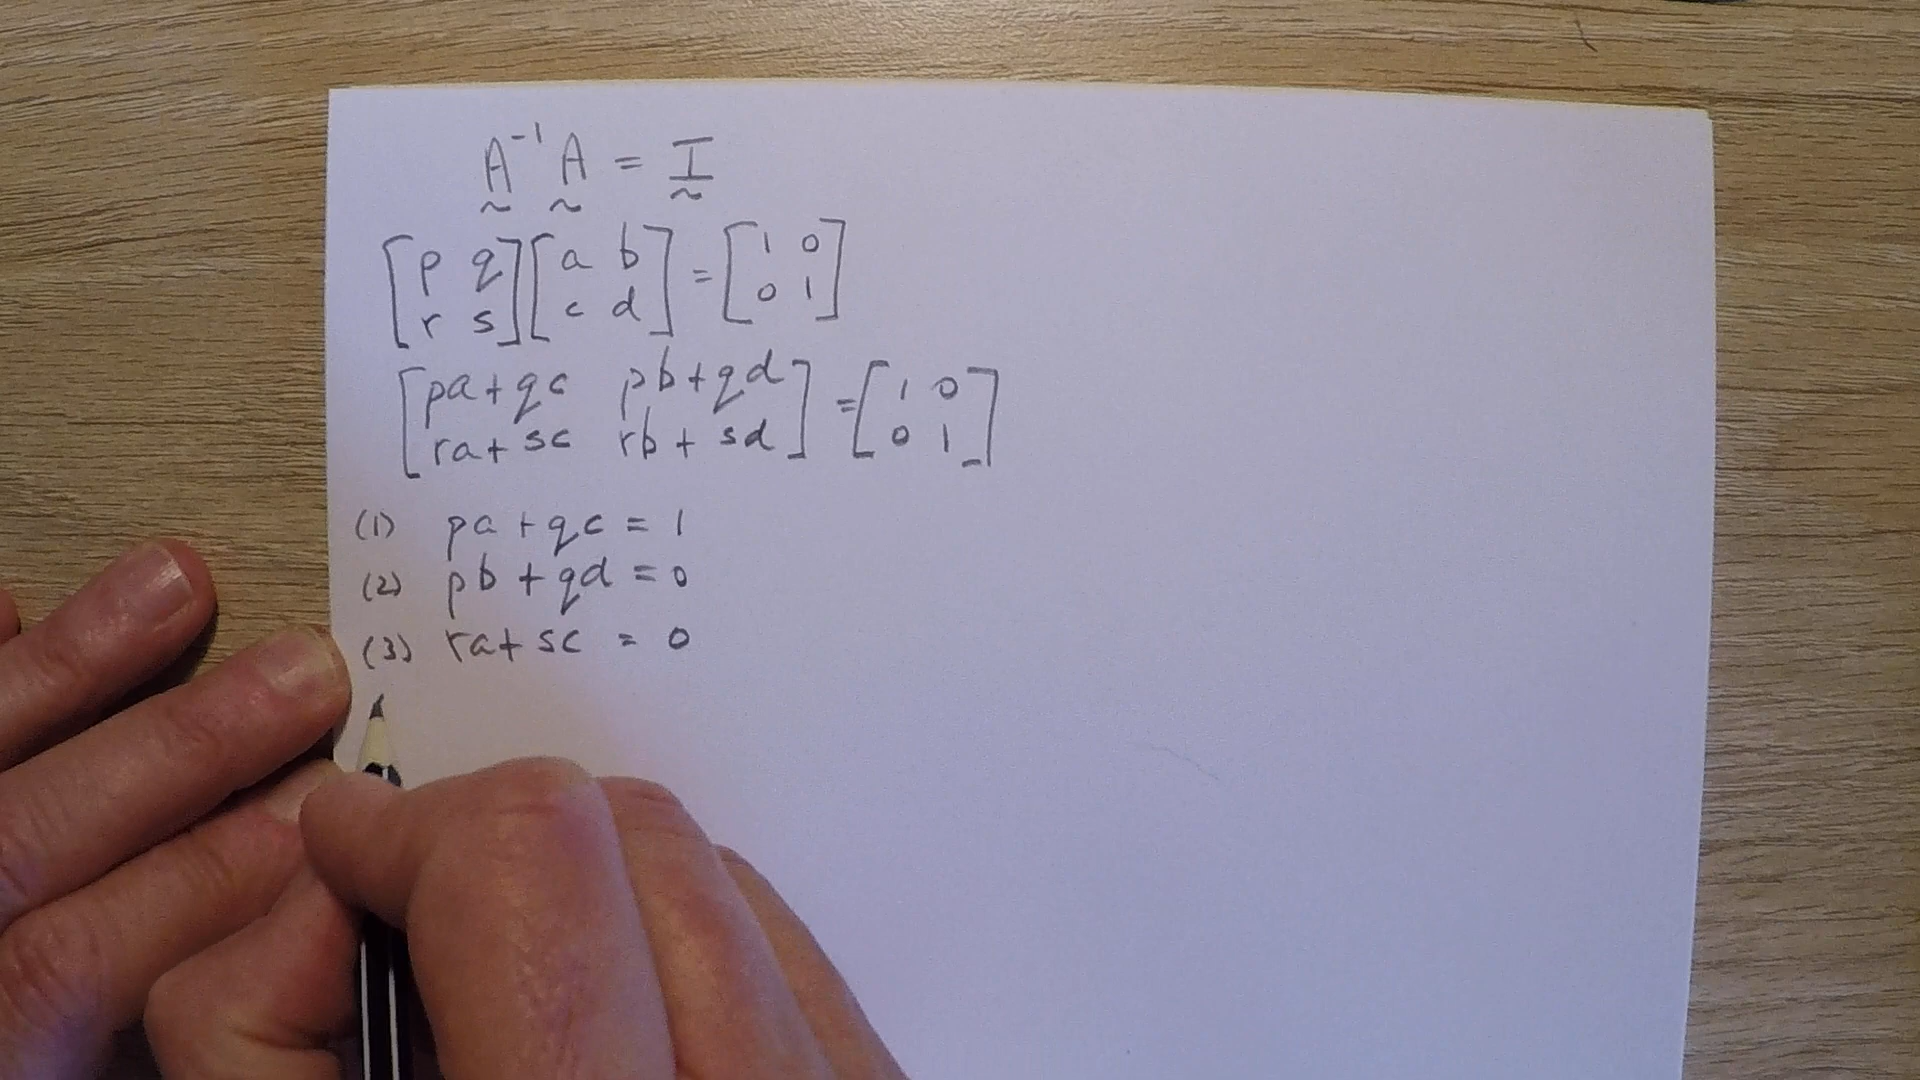 A⁻¹ A = I
[p q r s] [a b c d] = [1 0 0 1]
[pa+qc pb+qd ra+sc rb+sd] = [1 0 0 1]
(1) pa+qc = 1
(2) pb+qd = 0
(3) ra+sc = 0